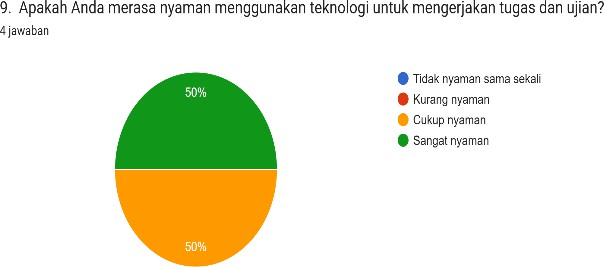 9. Apakah Anda merasa nyaman menggunakan teknologi untuk mengerjakan tugas dan ujian?
4 jawaban
50%
50%
Tidak nyaman sama sekali
Kurang nyaman
Cukup nyaman
Sangat nyaman